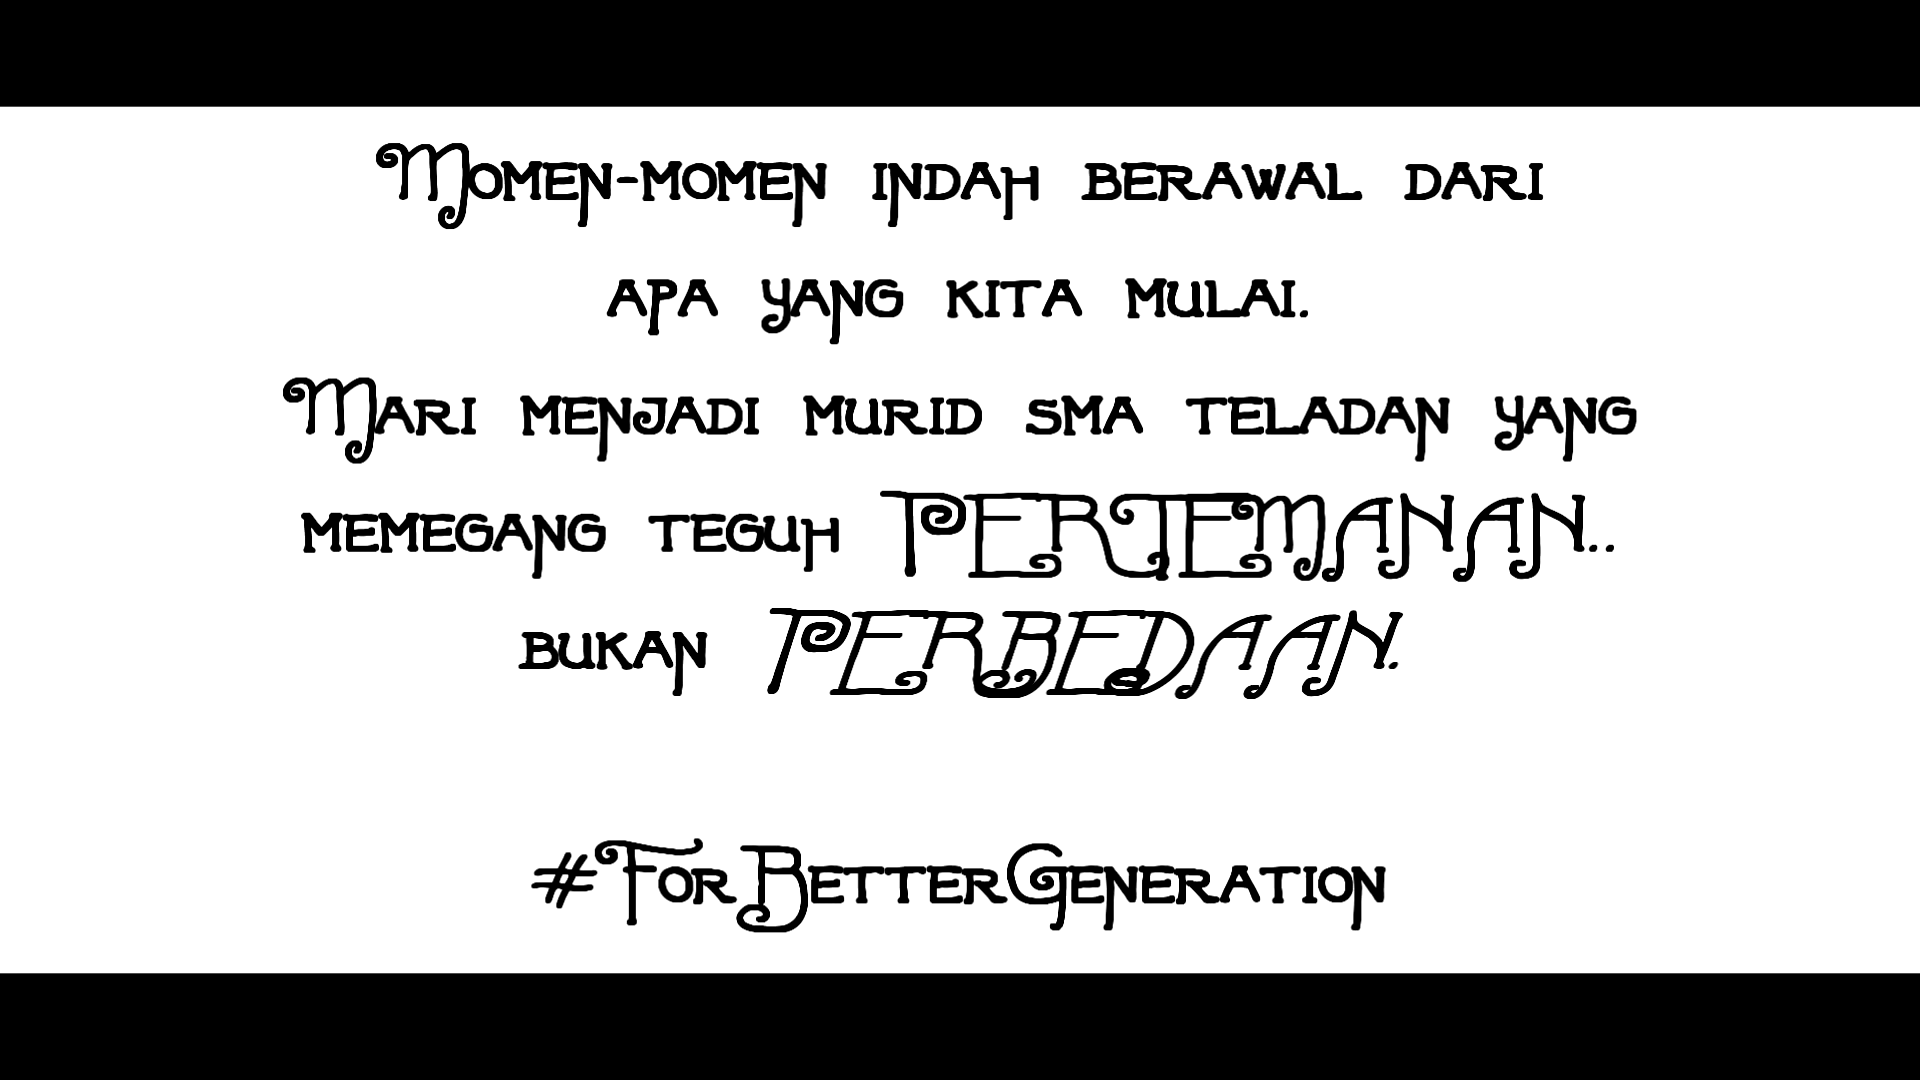 Momen-momen indah berawal dari
apa yang kita mulai.
Mari menjadi murid sma teladan yang
memegang teguh PERTEMANAN..
bukan PERBEDAAN.
#ForBetterGeneration